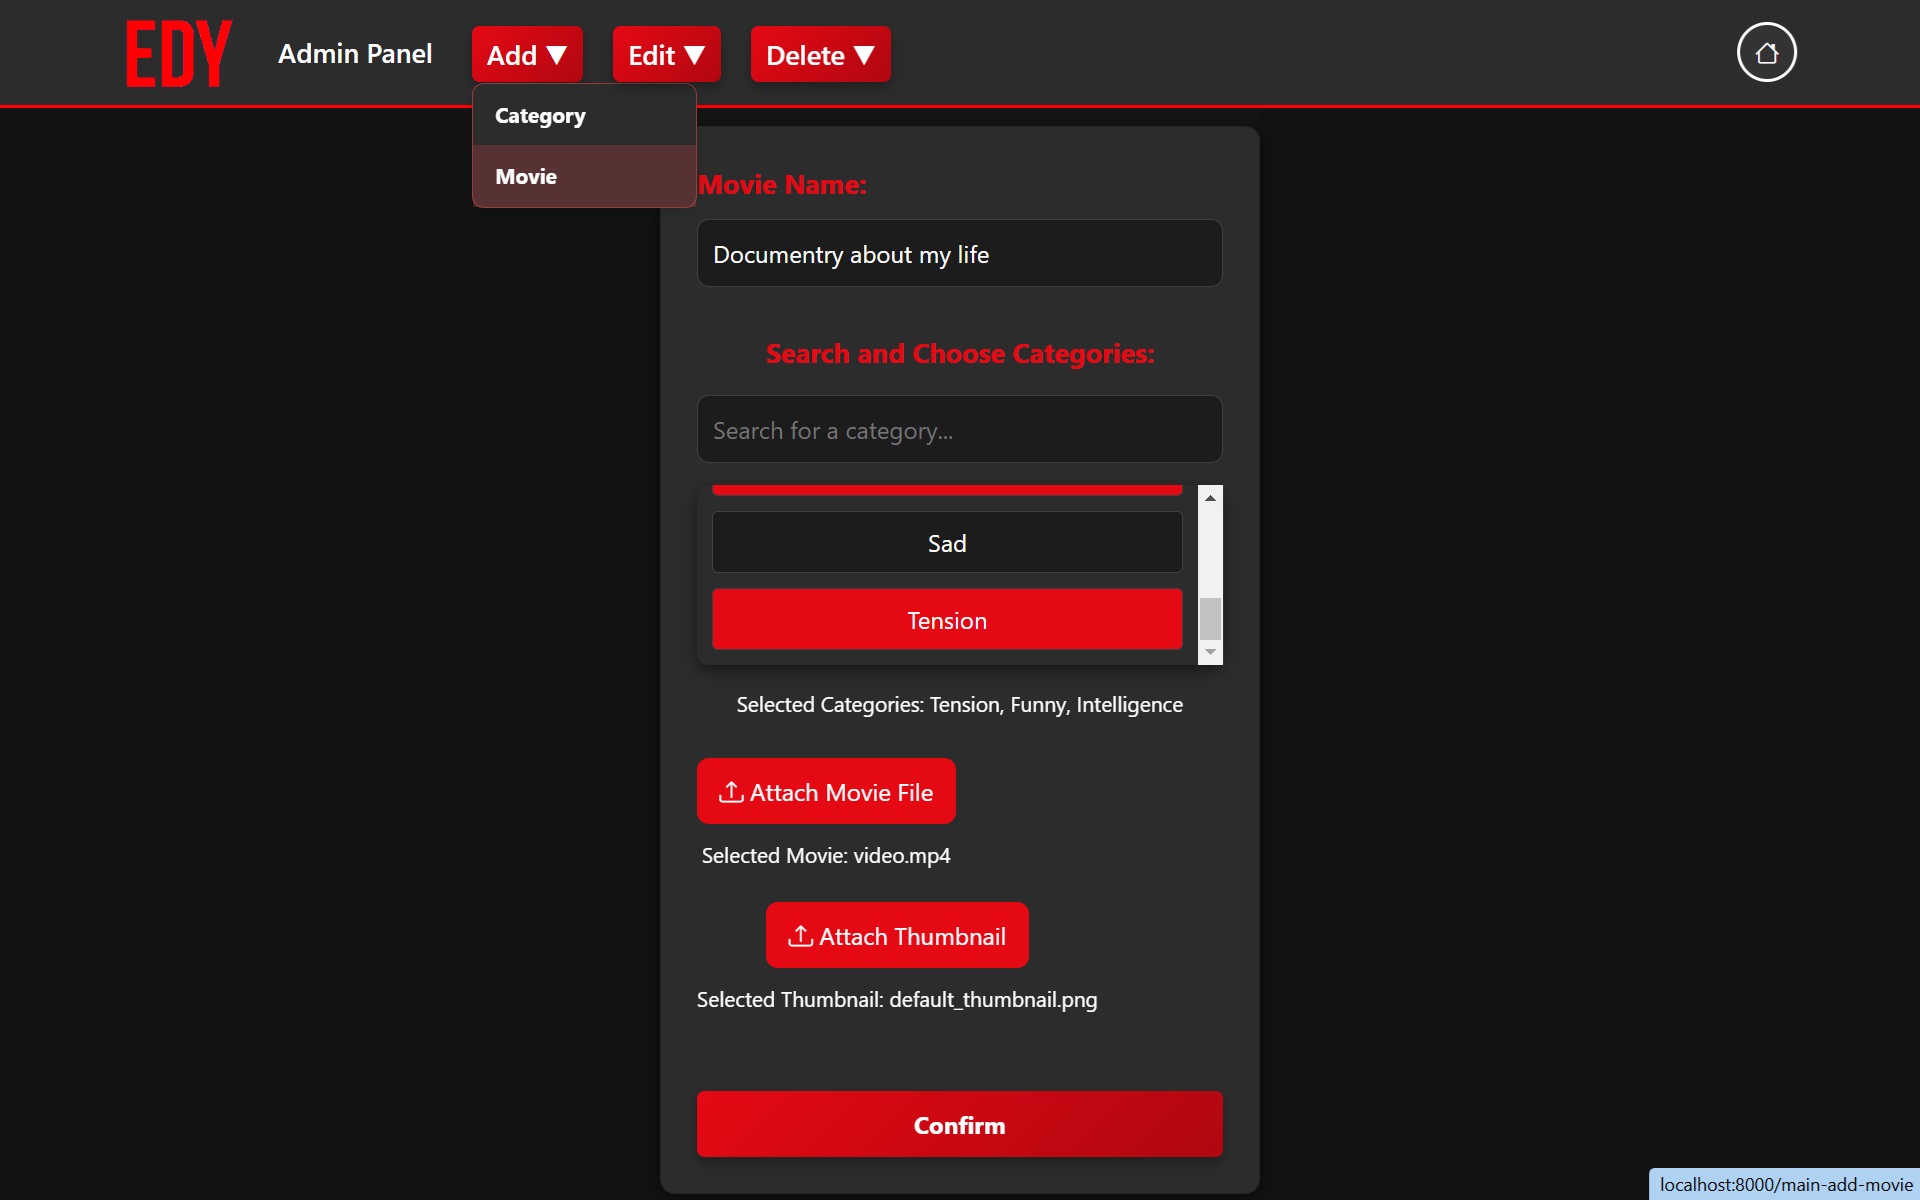 EDY
Admin Panel
Add ▼
Edit ▼
Delete ▼
Category
Movie
Movie Name:
Documentry about my life
Search and Choose Categories:
Search for a category...
Sad
Tension
Selected Categories: Tension, Funny, Intelligence
Attach Movie File
Selected Movie: video.mp4
Attach Thumbnail
Selected Thumbnail: default_thumbnail.png
Confirm
localhost:8000/main-add-movie